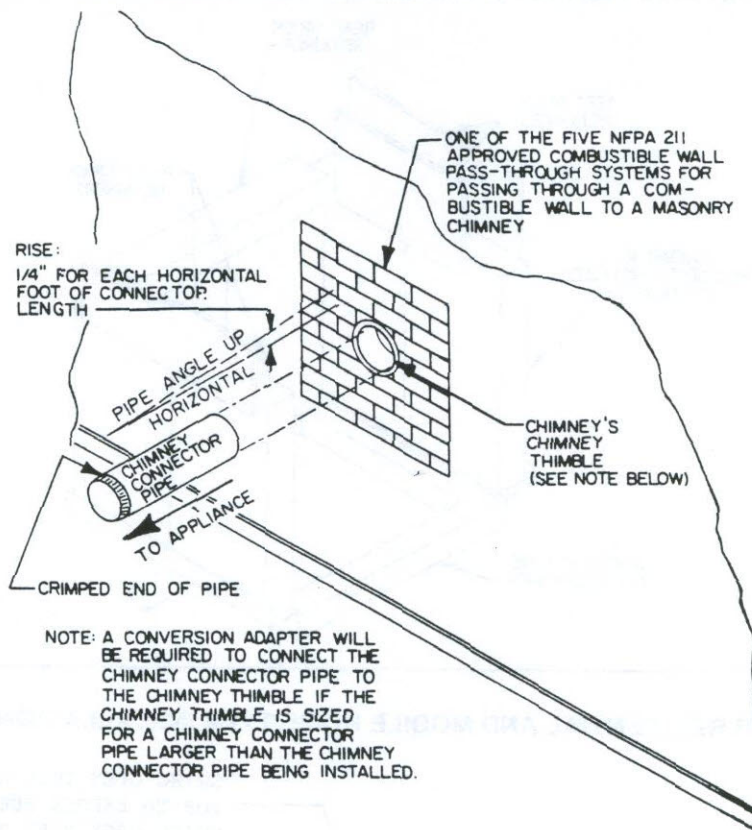 ONE OF THE FIVE NFPA 211
APPROVED COMBUSTIBLE WALL
PASS-THROUGH SYSTEMS FOR
PASSING THROUGH A COM-
BUSTIBLE WALL TO A MASONRY
CHIMNEY
RISE:
1/4" FOR EACH HORIZONTAL
FOOT OF CONNECTOR.
LENGTH
PIPE ANGLE UP
HORIZONTAL
CHIMNEY
CONNECTOR
PIPE
TO APPLIANCE
CHIMNEY'S
CHIMNEY
THIMBLE
(SEE NOTE BELOW)
CRIMPED END OF PIPE
NOTE: A CONVERSION ADAPTER WILL
BE REQUIRED TO CONNECT THE
CHIMNEY CONNECTOR PIPE TO
THE CHIMNEY THIMBLE IF THE
CHIMNEY THIMBLE IS SIZED
FOR A CHIMNEY CONNECTOR
PIPE LARGER THAN THE CHIMNEY
CONNECTOR PIPE BEING INSTALLED.